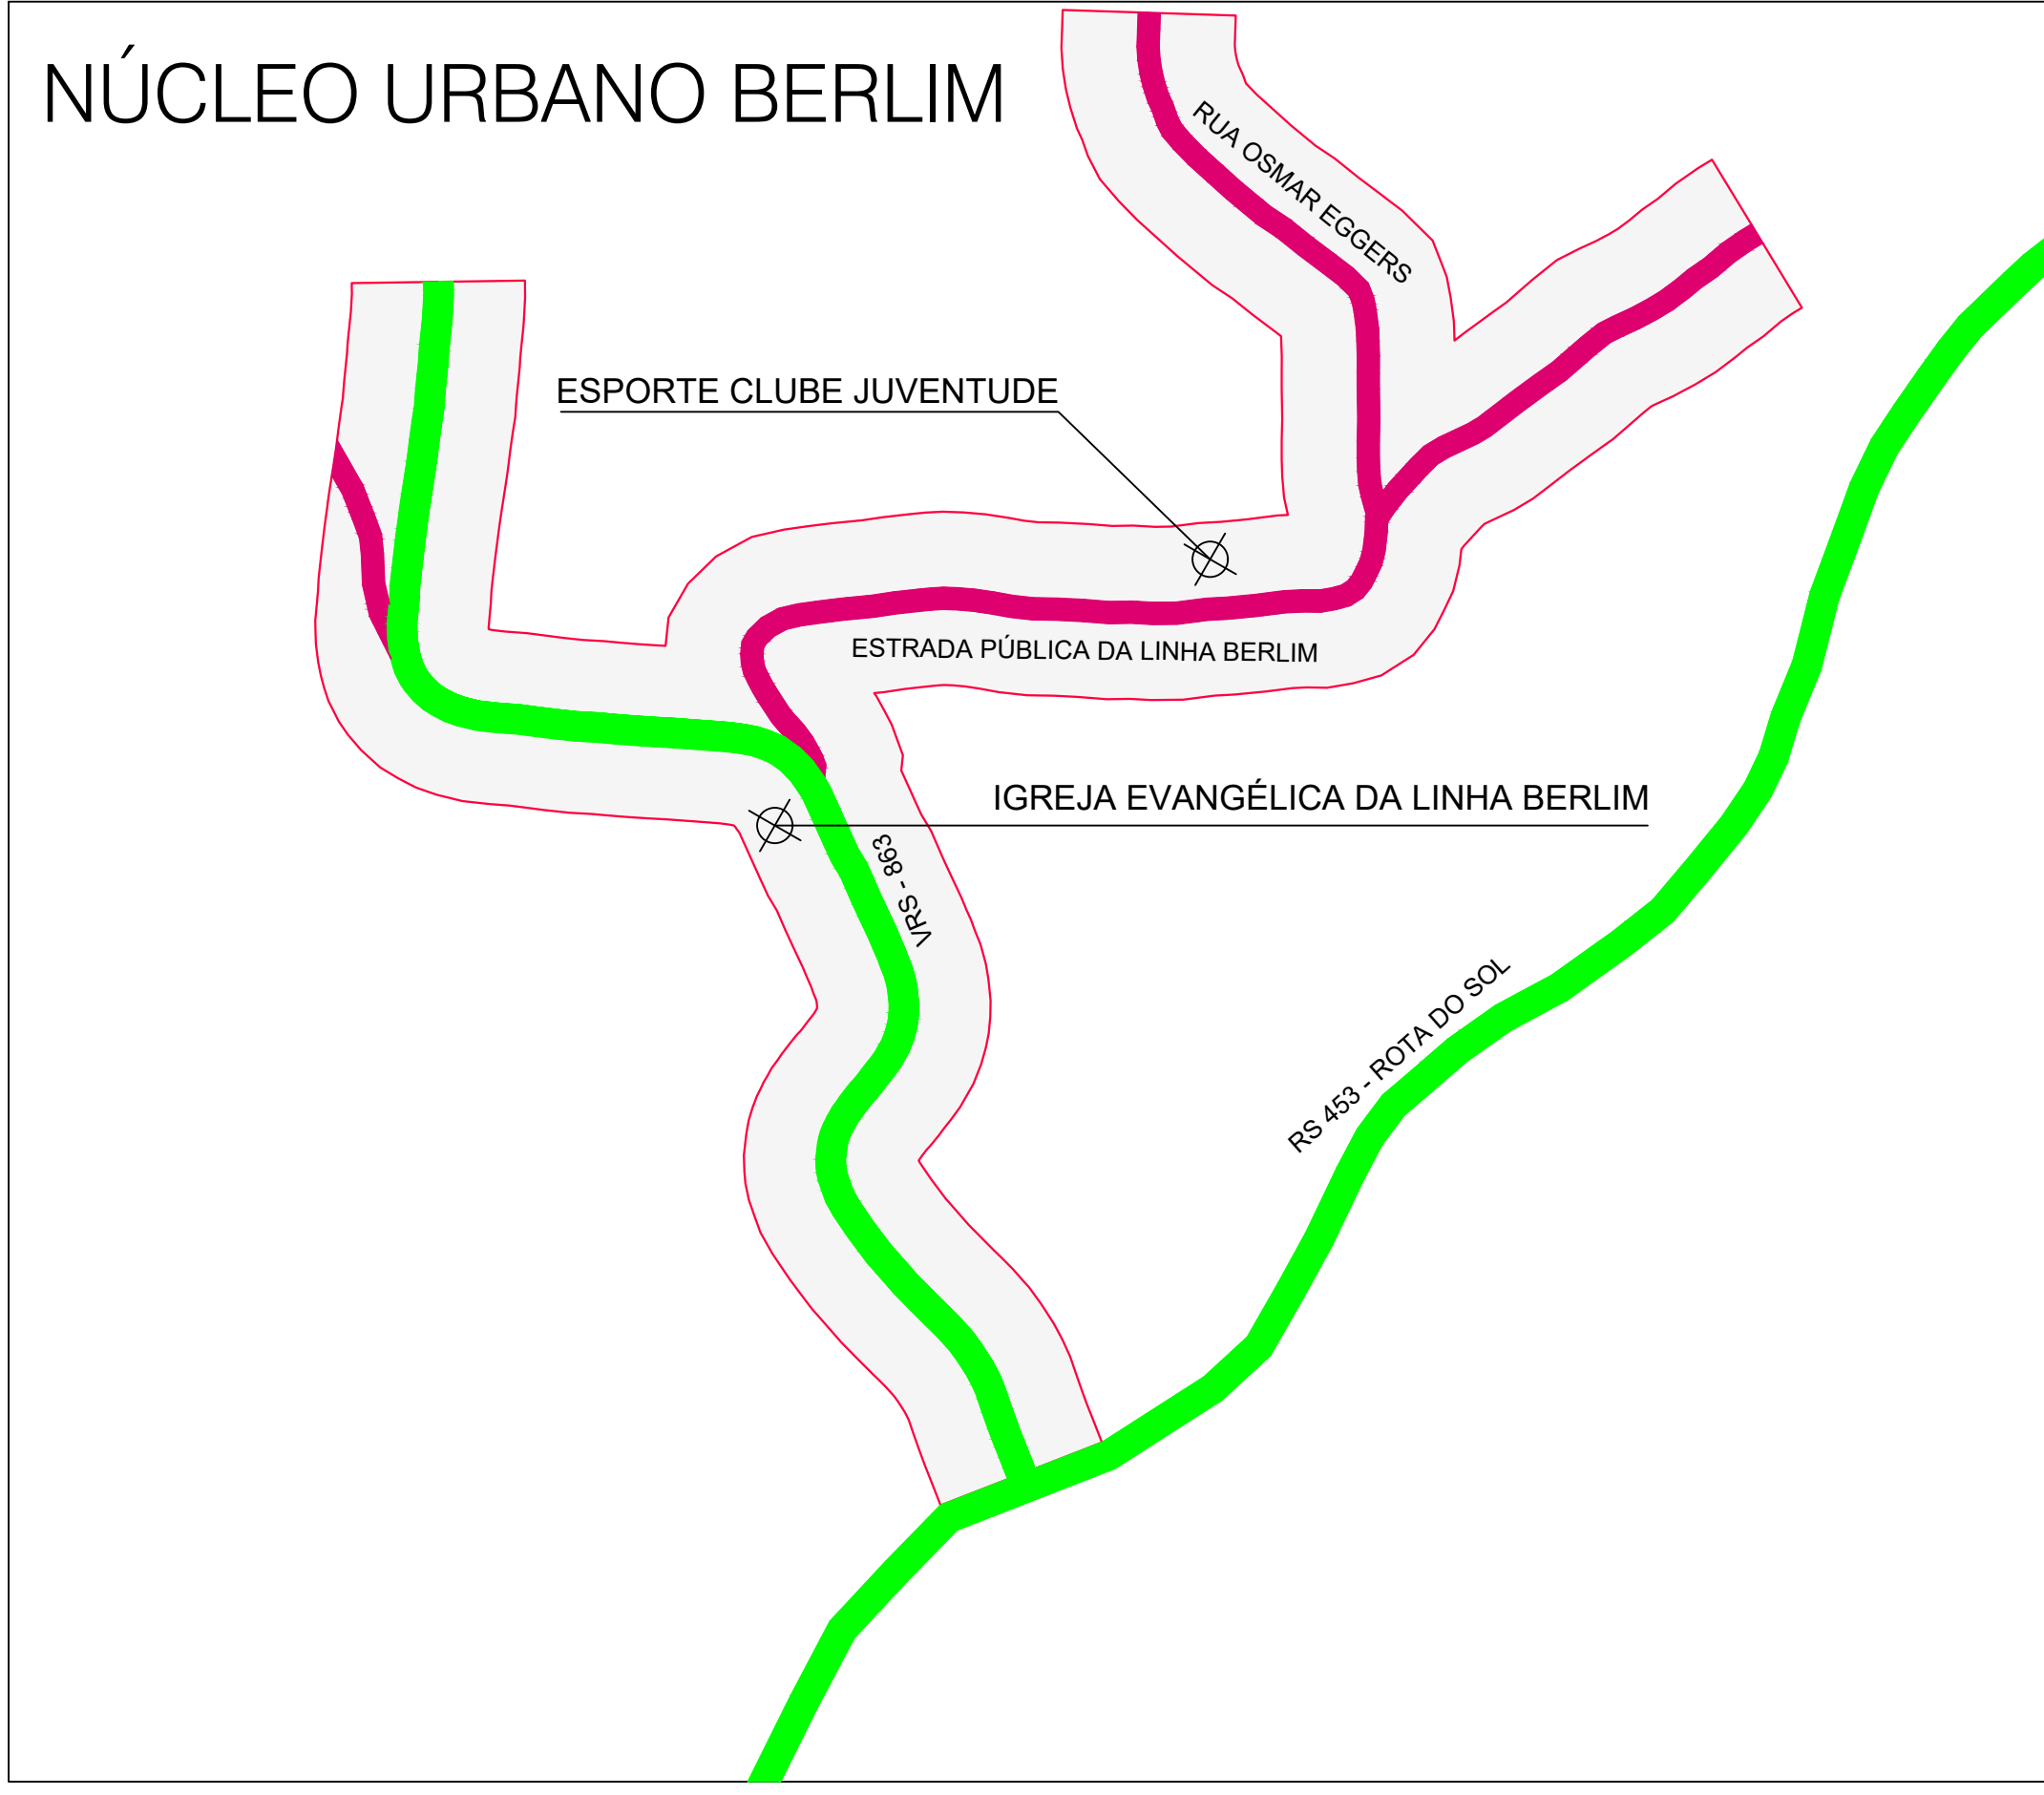 NÚCLEO URBANO BERLIM
RUA OSMAR EGGERS
ESPORTE CLUBE JUVENTUDE
ESTRADA PÚBLICA DA LINHA BERLIM
IGREJA EVANGÉLICA DA LINHA BERLIM
VRS - 863
RS 453 - ROTA DO SOL